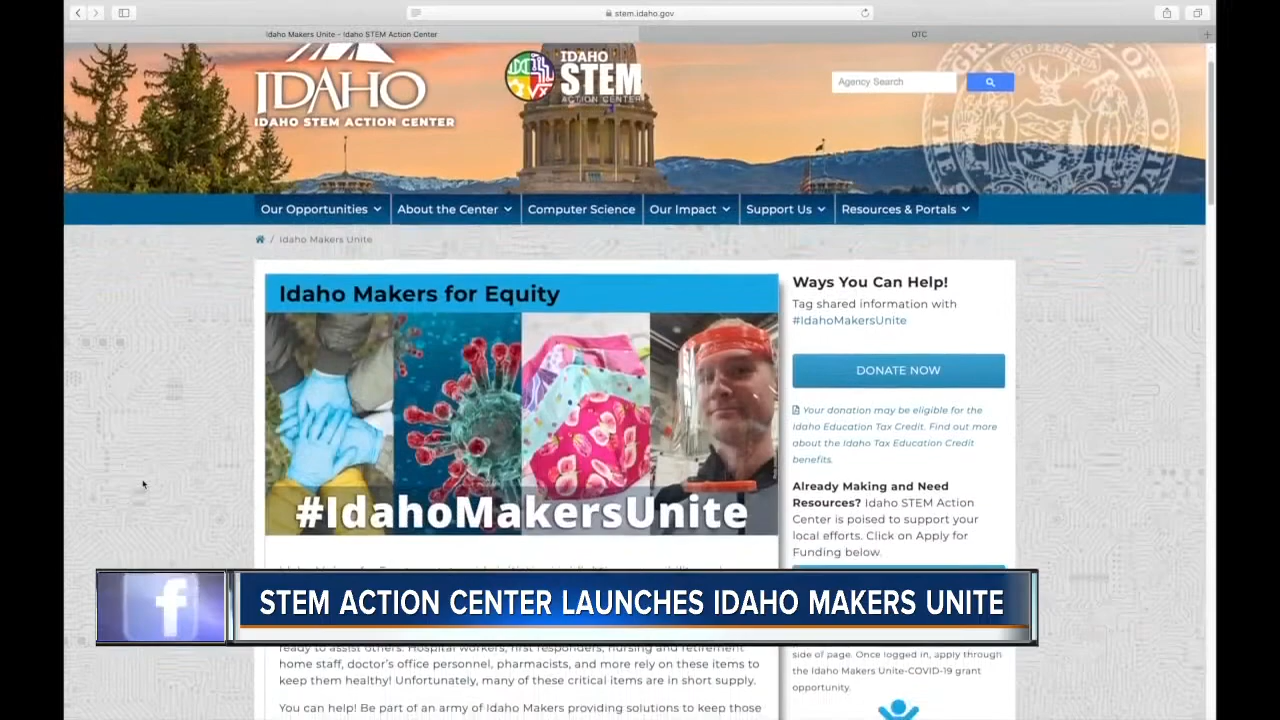 stem.idaho.gov
Idaho Makers Unite - Idaho STEM Action Center
OTC
IDAHO
IDAHO STEM ACTION CENTER
IDAHO
STEM
ACTION CENTER
Agency Search
Our Opportunities
About the Center
Computer Science
Our Impact
Support Us
Resources & Portals
/ Idaho Makers Unite
Idaho Makers for Equity
#IdahoMakersUnite
Ways You Can Help!
Tag shared information with
#IdahoMakersUnite
DONATE NOW
Your donation may be eligible for the
Idaho Education Tax Credit. Find out more
about the Idaho Tax Education Credit
benefits.
Already Making and Need
Resources? Idaho STEM Action
Center is poised to support your
local efforts. Click on Apply for
Funding below.
f
STEM ACTION CENTER LAUNCHES IDAHO MAKERS UNITE
ready to assist others. Hospital workers, first responders, nursing and retirement
home staff, doctor's office personnel, pharmacists, and more rely on these items to
keep them healthy! Unfortunately, many of these critical items are in short supply.
You can help! Be part of an army of Idaho Makers providing solutions to keep those
side of page. Once logged in, apply through
the Idaho Makers Unite-COVID-19 grant
opportunity.